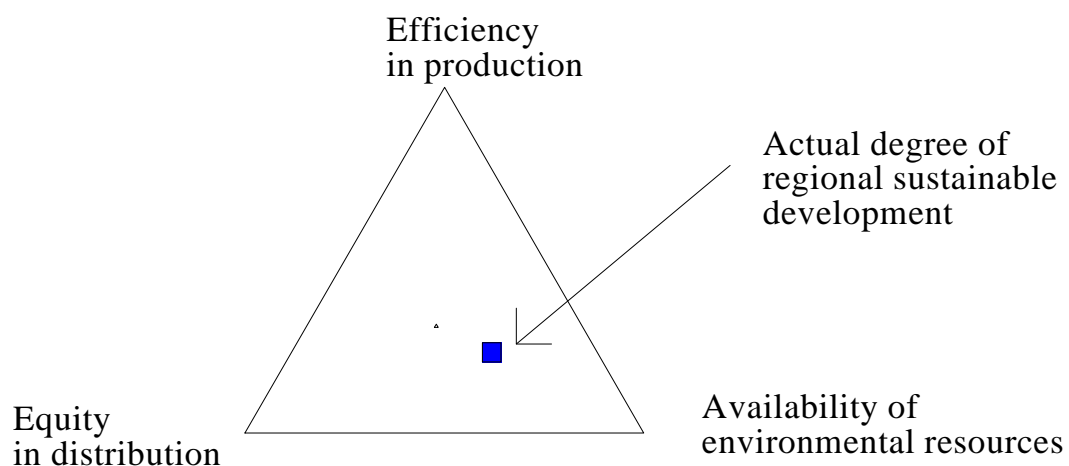 Efficiency
in production
Actual degree of
regional sustainable
development
Equity
in distribution
Availability of
environmental resources